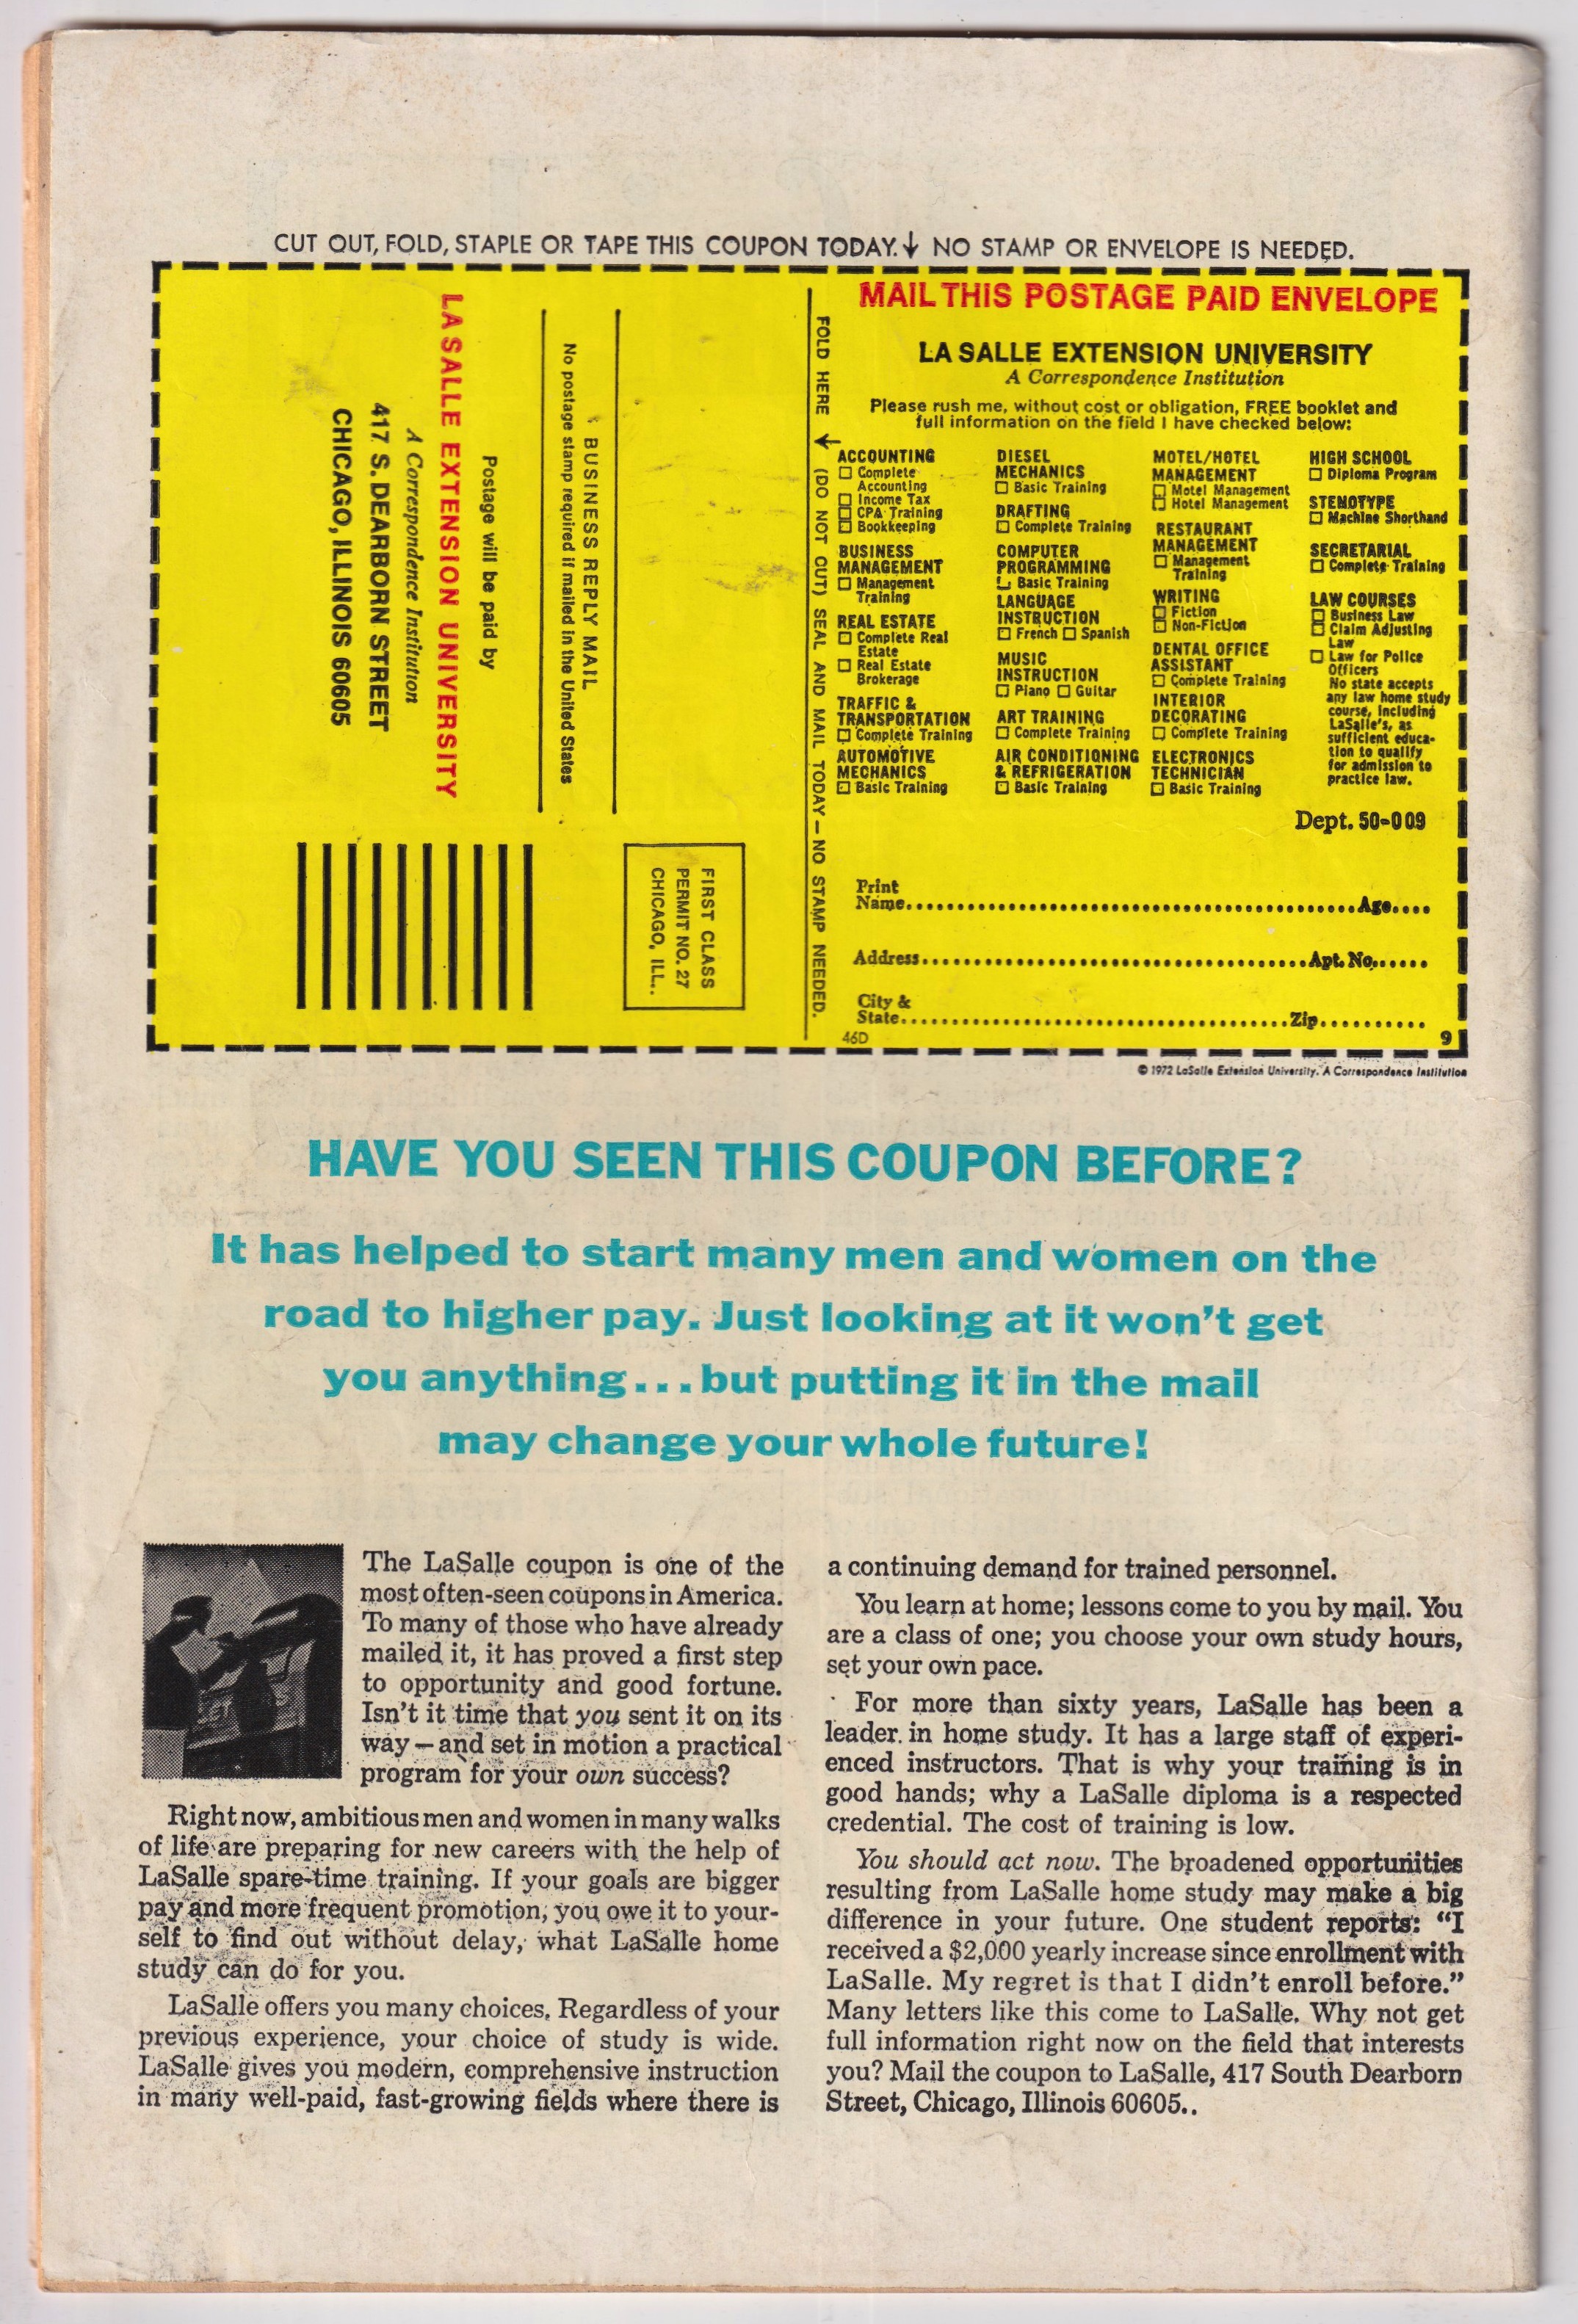 CUT OUT, FOLD, STAPLE OR TAPE THIS COUPON TODAY. ↓ NO STAMP OR ENVELOPE IS NEEDED.
BUSINESS REPLY MAIL
No postage stamp required if mailed in the United States
Postage will be paid by
LA SALLE EXTENSION UNIVERSITY
A Correspondence Institution
417 S. DEARBORN STREET
CHICAGO, ILLINOIS 60605
FIRST CLASS
PERMIT NO. 27
CHICAGO, ILL..
FOLD HERE ↓ (DO NOT CUT) SEAL AND MAIL TODAY — NO STAMP NEEDED.
MAIL THIS POSTAGE PAID ENVELOPE
LA SALLE EXTENSION UNIVERSITY
A Correspondence Institution
Please rush me, without cost or obligation, FREE booklet and
full information on the field I have checked below:
ACCOUNTING
☐ Complete
Accounting
☐ Income Tax
☐ CPA Training
☐ Bookkeeping
BUSINESS
MANAGEMENT
☐ Management
Training
REAL ESTATE
☐ Complete Real
Estate
☐ Real Estate
Brokerage
TRAFFIC &
TRANSPORTATION
☐ Complete Training
AUTOMOTIVE
MECHANICS
☐ Basic Training
DIESEL
MECHANICS
☐ Basic Training
DRAFTING
☐ Complete Training
COMPUTER
PROGRAMMING
☐ Basic Training
LANGUAGE
INSTRUCTION
☐ French ☐ Spanish
MUSIC
INSTRUCTION
☐ Piano ☐ Guitar
ART TRAINING
☐ Complete Training
AIR CONDITIONING
& REFRIGERATION
☐ Basic Training
MOTEL/HOTEL
MANAGEMENT
☐ Motel Management
☐ Hotel Management
RESTAURANT
MANAGEMENT
☐ Management
Training
WRITING
☐ Fiction
☐ Non-Fiction
DENTAL OFFICE
ASSISTANT
☐ Complete Training
INTERIOR
DECORATING
☐ Complete Training
ELECTRONICS
TECHNICIAN
☐ Basic Training
HIGH SCHOOL
☐ Diploma Program
STENOTYPE
☐ Machine Shorthand
SECRETARIAL
☐ Complete Training
LAW COURSES
☐ Business Law
☐ Claim Adjusting
Law
☐ Law for Police
Officers
No state accepts
any law home study
course, including
LaSalle's, as
sufficient educa-
tion to qualify
for admission to
practice law.
Dept. 50-009
Print
Name.....Age....
Address.....Apt. No......
City &
State.....Zip..........
46D
9
© 1972 LaSalle Extension University. A Correspondence Institution
HAVE YOU SEEN THIS COUPON BEFORE?
It has helped to start many men and women on the
road to higher pay. Just looking at it won't get
you anything...but putting it in the mail
may change your whole future!
The LaSalle coupon is one of the
most often-seen coupons in America.
To many of those who have already
mailed it, it has proved a first step
to opportunity and good fortune.
Isn't it time that you sent it on its
way—and set in motion a practical
program for your own success?
Right now, ambitious men and women in many walks
of life are preparing for new careers with the help of
LaSalle spare-time training. If your goals are bigger
pay and more frequent promotion, you owe it to your-
self to find out without delay, what LaSalle home
study can do for you.
LaSalle offers you many choices. Regardless of your
previous experience, your choice of study is wide.
LaSalle gives you modern, comprehensive instruction
in many well-paid, fast-growing fields where there is
a continuing demand for trained personnel.
You learn at home; lessons come to you by mail. You
are a class of one; you choose your own study hours,
set your own pace.
For more than sixty years, LaSalle has been a
leader in home study. It has a large staff of experi-
enced instructors. That is why your training is in
good hands; why a LaSalle diploma is a respected
credential. The cost of training is low.
You should act now. The broadened opportunities
resulting from LaSalle home study may make a big
difference in your future. One student reports: “I
received a $2,000 yearly increase since enrollment with
LaSalle. My regret is that I didn't enroll before.”
Many letters like this come to LaSalle. Why not get
full information right now on the field that interests
you? Mail the coupon to LaSalle, 417 South Dearborn
Street, Chicago, Illinois 60605..